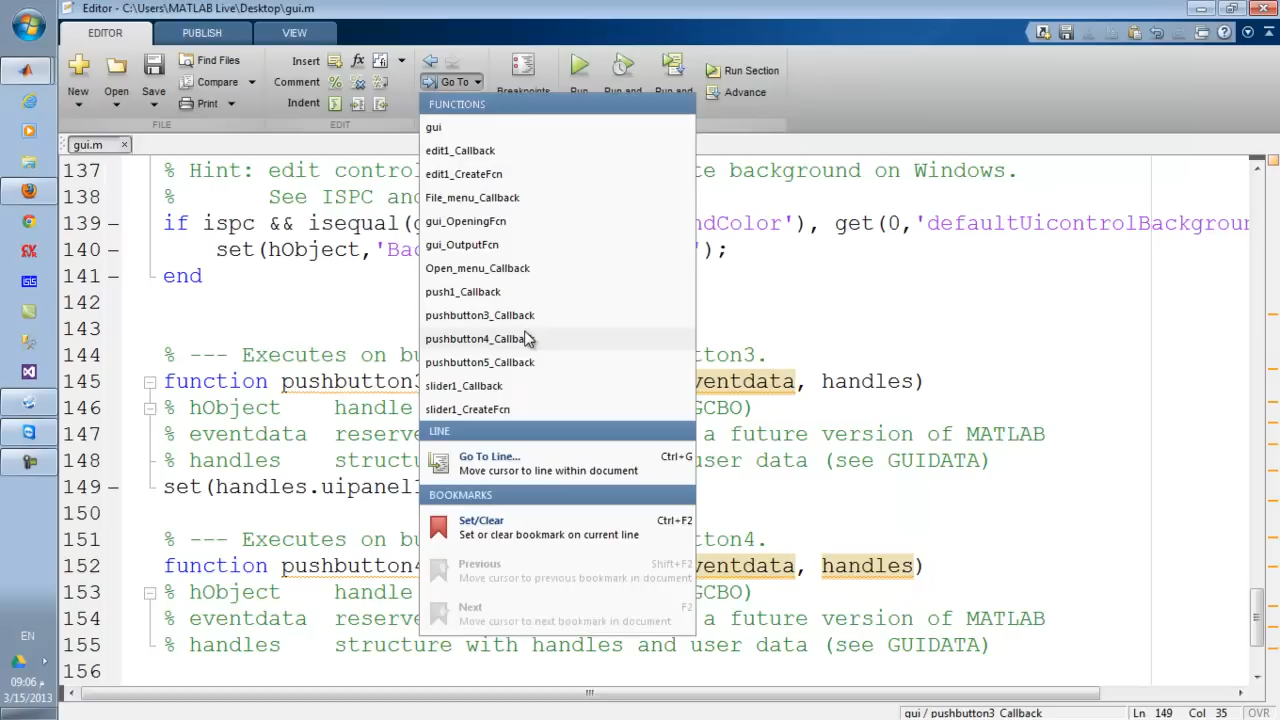 Editor - C:\Users\MATLAB Live\Desktop\gui.m
EDITOR PUBLISH VIEW
New Open Save
Find Files
Compare
Print
FILE
Insert
Comment
Indent
EDIT
fx
Go To
Breakpoints Run Run and Run and
Run Section
Advance
gui.m
FUNCTIONS
gui
edit1_Callback
edit1_CreateFcn
File_menu_Callback
gui_OpeningFcn
gui_OutputFcn
Open_menu_Callback
push1_Callback
pushbutton3_Callback
pushbutton4_Callba
pushbutton5_Callback
slider1_Callback
slider1_CreateFcn
LINE
Go To Line... Ctrl+G
Move cursor to line within document
BOOKMARKS
Set/Clear Ctrl+F2
Set or clear bookmark on current line
Previous Shift+F2
Move cursor to previous bookmark in document
Next F2
Move cursor to next bookmark in document
137 % Hint: edit control te background on Windows.
138 % See ISPC an
139 if ispc && isequal(g ndColor'), get(0,'defaultUicontrolBackgroun
140 set(hObject,'Ba ');
141 end
142
143
144 % --- Executes on bu tton3.
145 function pushbutton3 ventdata, handles)
146 % hObject handle GCBO)
147 % eventdata reserve a future version of MATLAB
148 % handles struct user data (see GUIDATA)
149 set(handles.uipanel1
150
151 % --- Executes on bu tton4.
152 function pushbutton4 ventdata, handles)
153 % hObject handle GCBO)
154 % eventdata reserve a future version of MATLAB
155 % handles structure with handles and user data (see GUIDATA)
156
EN
09:06 م
3/15/2013
gui / pushbutton3_Callback Ln 149 Col 35 OVR